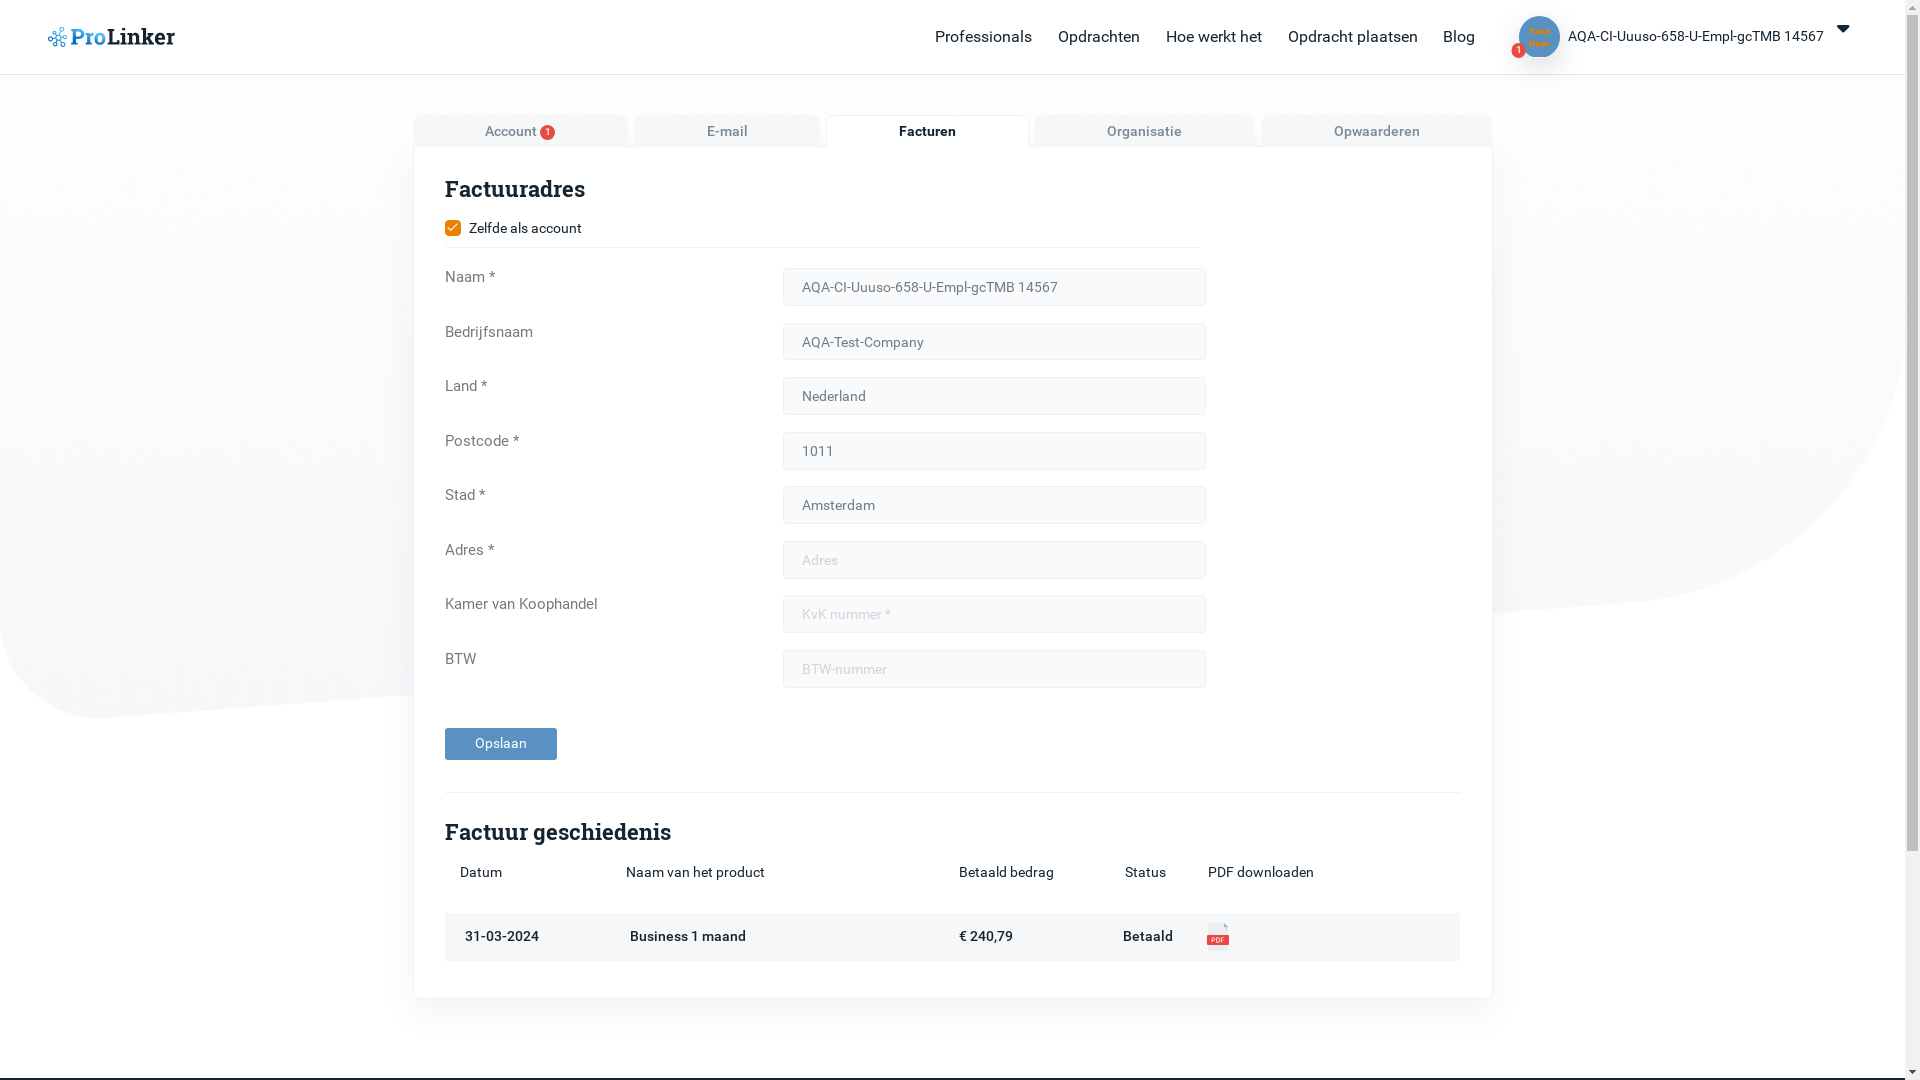 ProLinker
Professionals
Opdrachten
Hoe werkt het
Opdracht plaatsen
Blog
Test
User
1
AQA-CI-Uuuso-658-U-Empl-gcTMB 14567
Account 1
E-mail
Facturen
Organisatie
Opwaarderen
Factuuradres
Zelfde als account
Naam *
AQA-CI-Uuuso-658-U-Empl-gcTMB 14567
Bedrijfsnaam
AQA-Test-Company
Land *
Nederland
Postcode *
1011
Stad *
Amsterdam
Adres *
Adres
Kamer van Koophandel
KvK nummer *
BTW
BTW-nummer
Opslaan
Factuur geschiedenis
Datum Naam van het product Betaald bedrag Status PDF downloaden
31-03-2024 Business 1 maand € 240,79 Betaald PDF